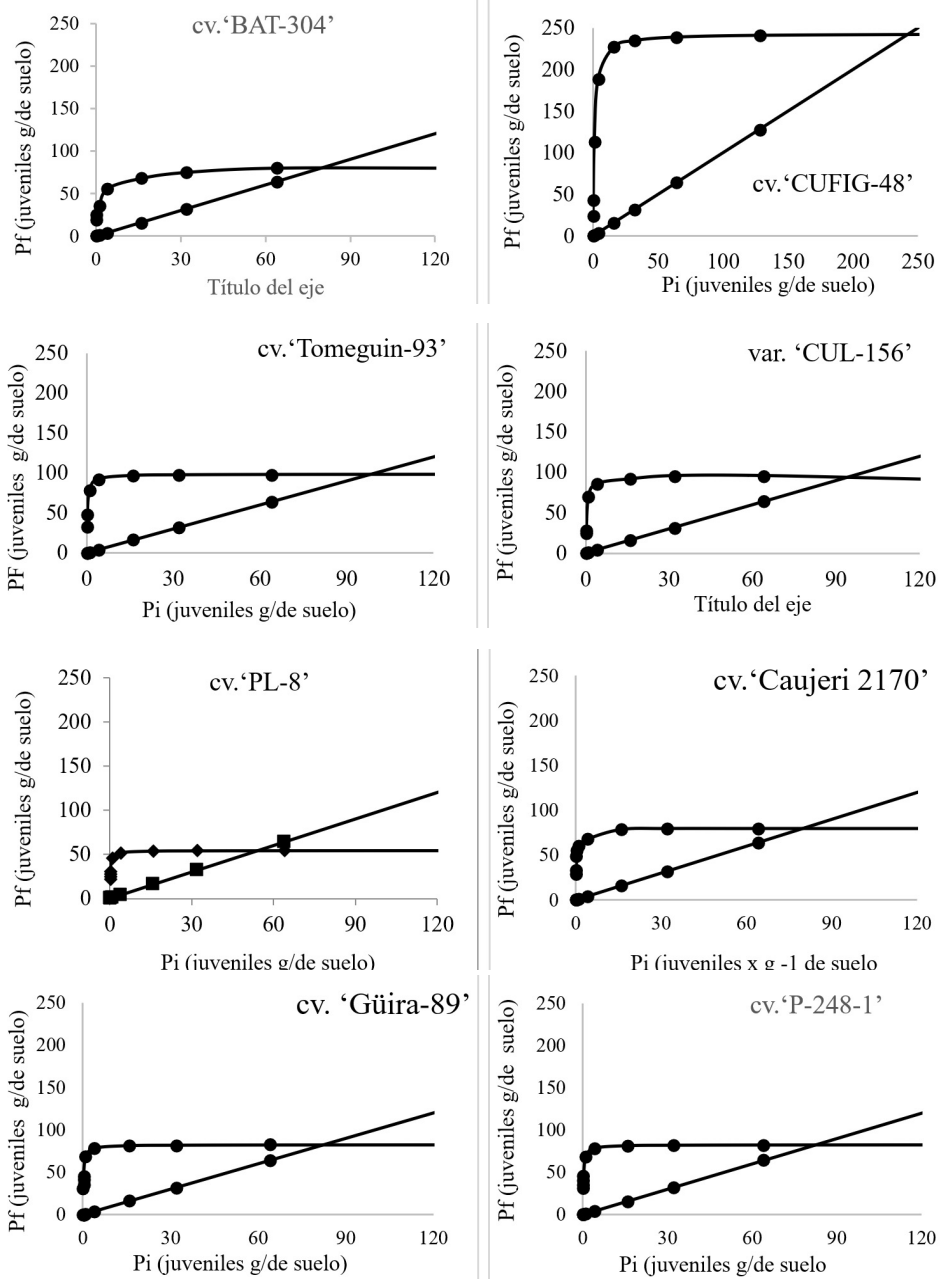 cv.‘BAT-304’
Pf (juveniles g/de suelo)
250
200
150
100
50
0
0 30 60 90 120
Título del eje
cv.‘CUFIG-48’
Pf (juveniles g/de suelo)
250
200
150
100
50
0
0 50 100 150 200 250
Pi (juveniles g/de suelo)
cv.‘Tomeguin-93’
PF (juveniles g/de suelo)
250
200
150
100
50
0
0 30 60 90 120
Pi (juveniles g/de suelo)
var. ‘CUL-156’
Pf (juveniles g/de suelo)
250
200
150
100
50
0
0 30 60 90 120
Título del eje
cv.‘PL-8’
Pf (juveniles g/de suelo)
250
200
150
100
50
0
0 30 60 90 120
Pi (juveniles g/de suelo)
cv.‘Caujeri 2170’
Pf (juveniles g/de suelo)
250
200
150
100
50
0
0 30 60 90 120
Pi (juveniles x g -1 de suelo
cv. ‘Güira-89’
Pf (juveniles g/de suelo)
250
200
150
100
50
0
0 30 60 90 120
Pi (juveniles g/de suelo)
cv.‘P-248-1’
Pf (juveniles g/de suelo)
250
200
150
100
50
0
0 30 60 90 120
Pi (juveniles g/de suelo